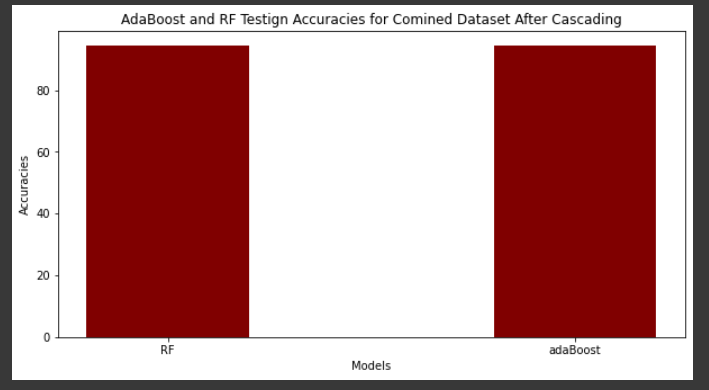 AdaBoost and RF Testign Accuracies for Comined Dataset After Cascading
80
60
40
20
0
Accuracies
RF
adaBoost
Models